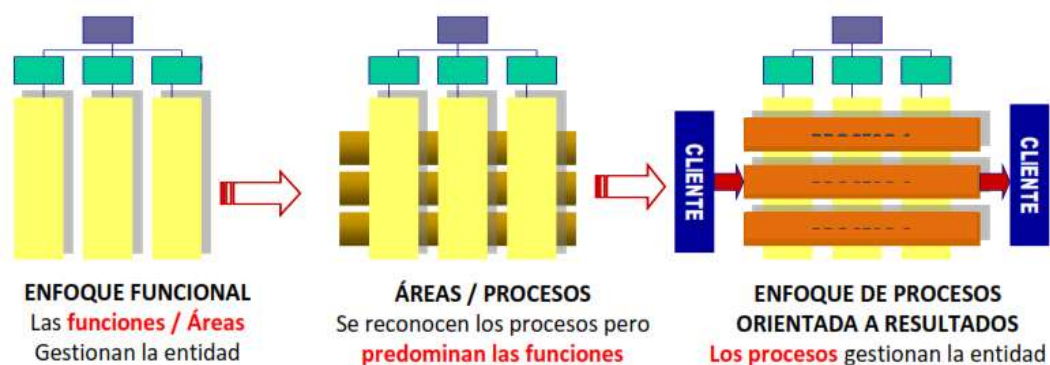 CLIENTE
CLIENTE
ENFOQUE FUNCIONAL
Las funciones / Áreas
Gestionan la entidad
ÁREAS / PROCESOS
Se reconocen los procesos pero
predominan las funciones
ENFOQUE DE PROCESOS
ORIENTADA A RESULTADOS
Los procesos gestionan la entidad